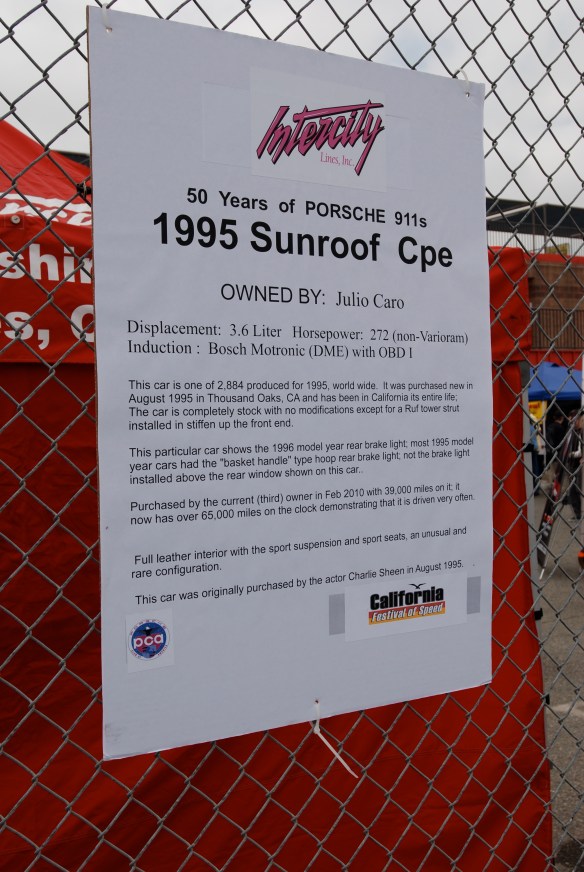 Intercity
Lines, Inc.
50 Years of PORSCHE 911s
1995 Sunroof Cpe
OWNED BY: Julio Caro
Displacement: 3.6 Liter Horsepower: 272 (non-Varioram)
Induction : Bosch Motronic (DME) with OBD I
This car is one of 2,884 produced for 1995, world wide. It was purchased new in
August 1995 in Thousand Oaks, CA and has been in California its entire life;
The car is completely stock with no modifications except for a Ruf tower strut
installed in stiffen up the front end.
This particular car shows the 1996 model year rear brake light; most 1995 model
year cars had the "basket handle" type hoop rear brake light; not the brake light
installed above the rear window shown on this car..
Purchased by the current (third) owner in Feb 2010 with 39,000 miles on it; it
now has over 65,000 miles on the clock demonstrating that it is driven very often.
Full leather interior with the sport suspension and sport seats, an unusual and
rare configuration.
This car was originally purchased by the actor Charlie Sheen in August 1995.
California
Festival of Speed
pca
shin
es, C